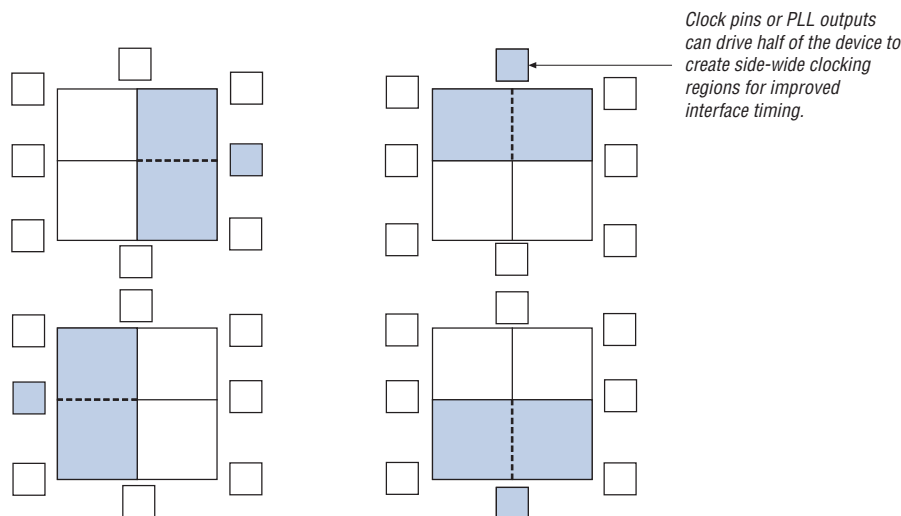 Clock pins or PLL outputs
can drive half of the device to
create side-wide clocking
regions for improved
interface timing.